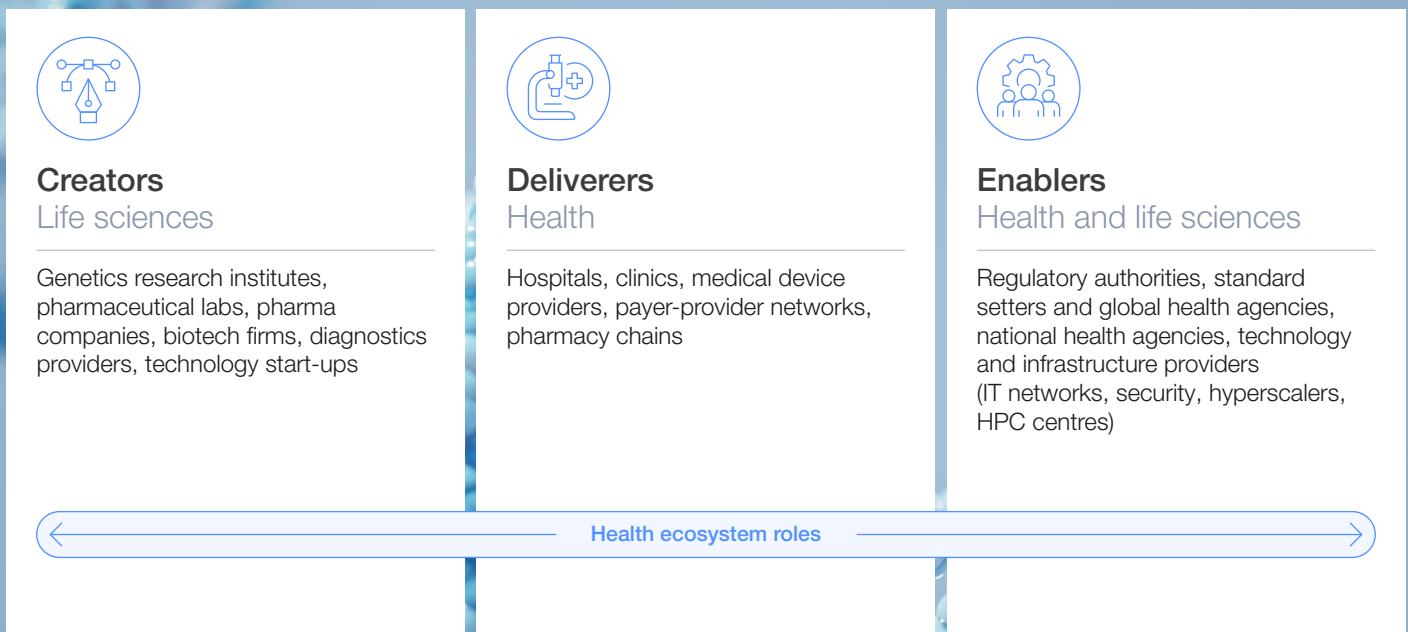 Creators
Life sciences
Genetics research institutes,
pharmaceutical labs, pharma
companies, biotech firms, diagnostics
providers, technology start-ups
Deliverers
Health
Hospitals, clinics, medical device
providers, payer-provider networks,
pharmacy chains
Enablers
Health and life sciences
Regulatory authorities, standard
setters and global health agencies,
national health agencies, technology
and infrastructure providers
(IT networks, security, hyperscalers,
HPC centres)
Health ecosystem roles